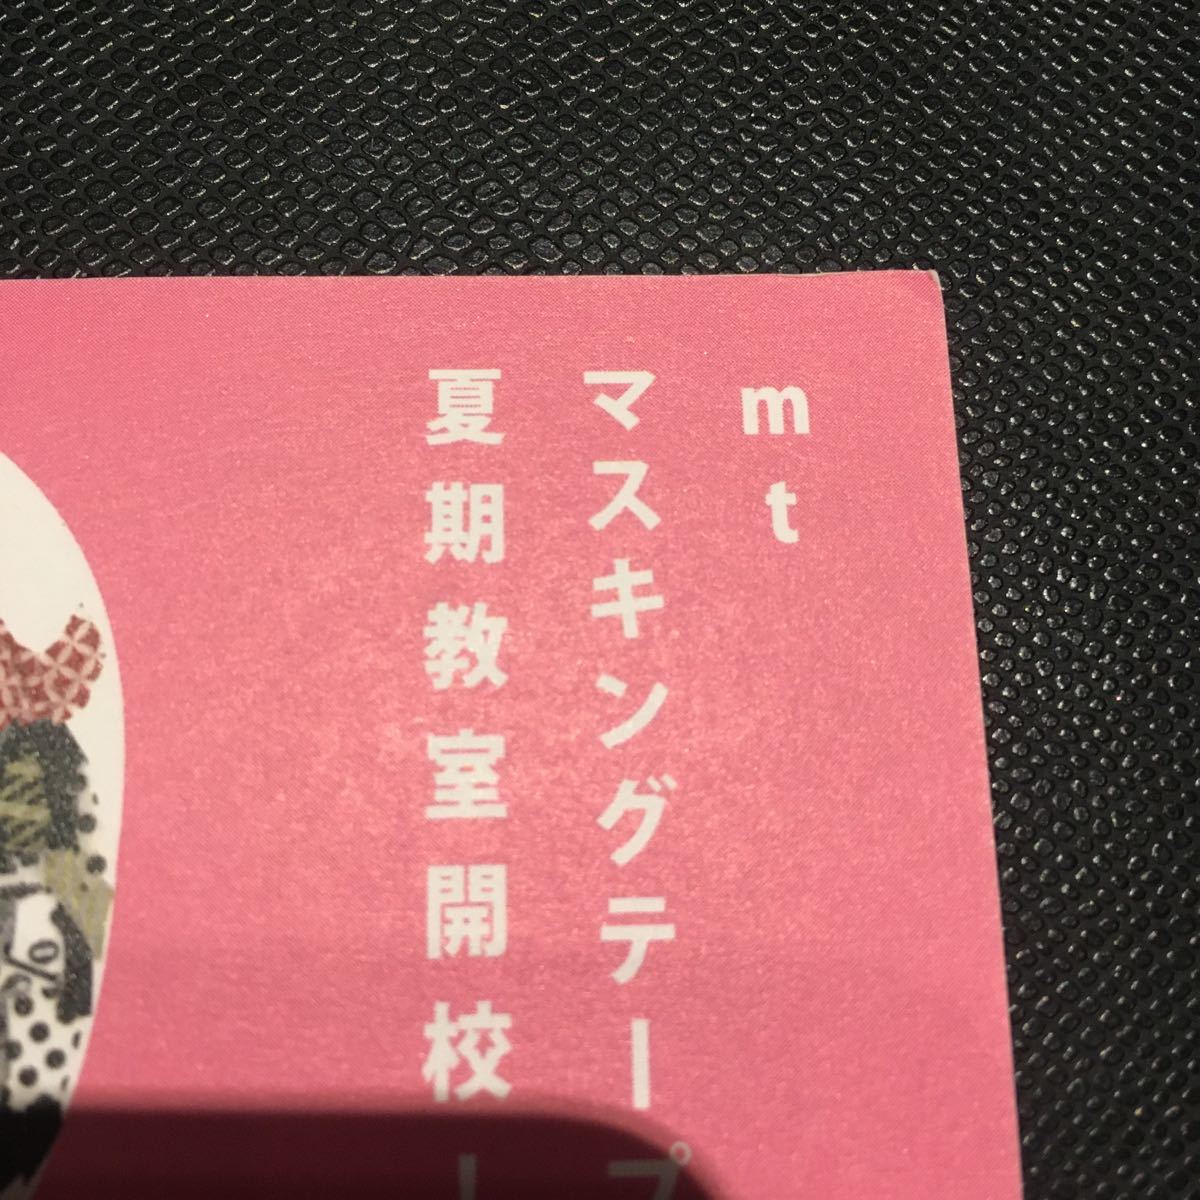 mt
マスキングテープ
夏期教室開校！
%